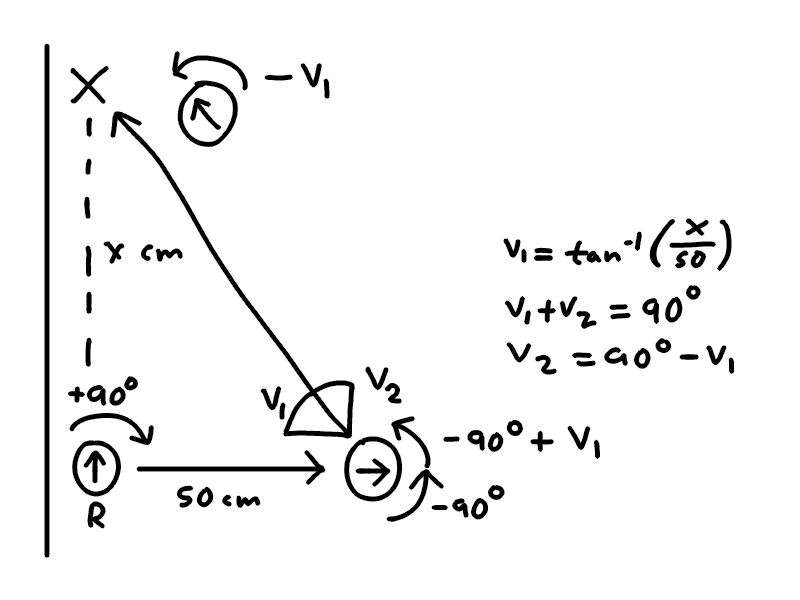 X
- V₁
x cm
V₁ = tan⁻¹(x/50)
V₁ + V₂ = 90°
V₂ = 90° - V₁
+90°
V₁
V₂
-90° + V₁
50 cm
-90°
R